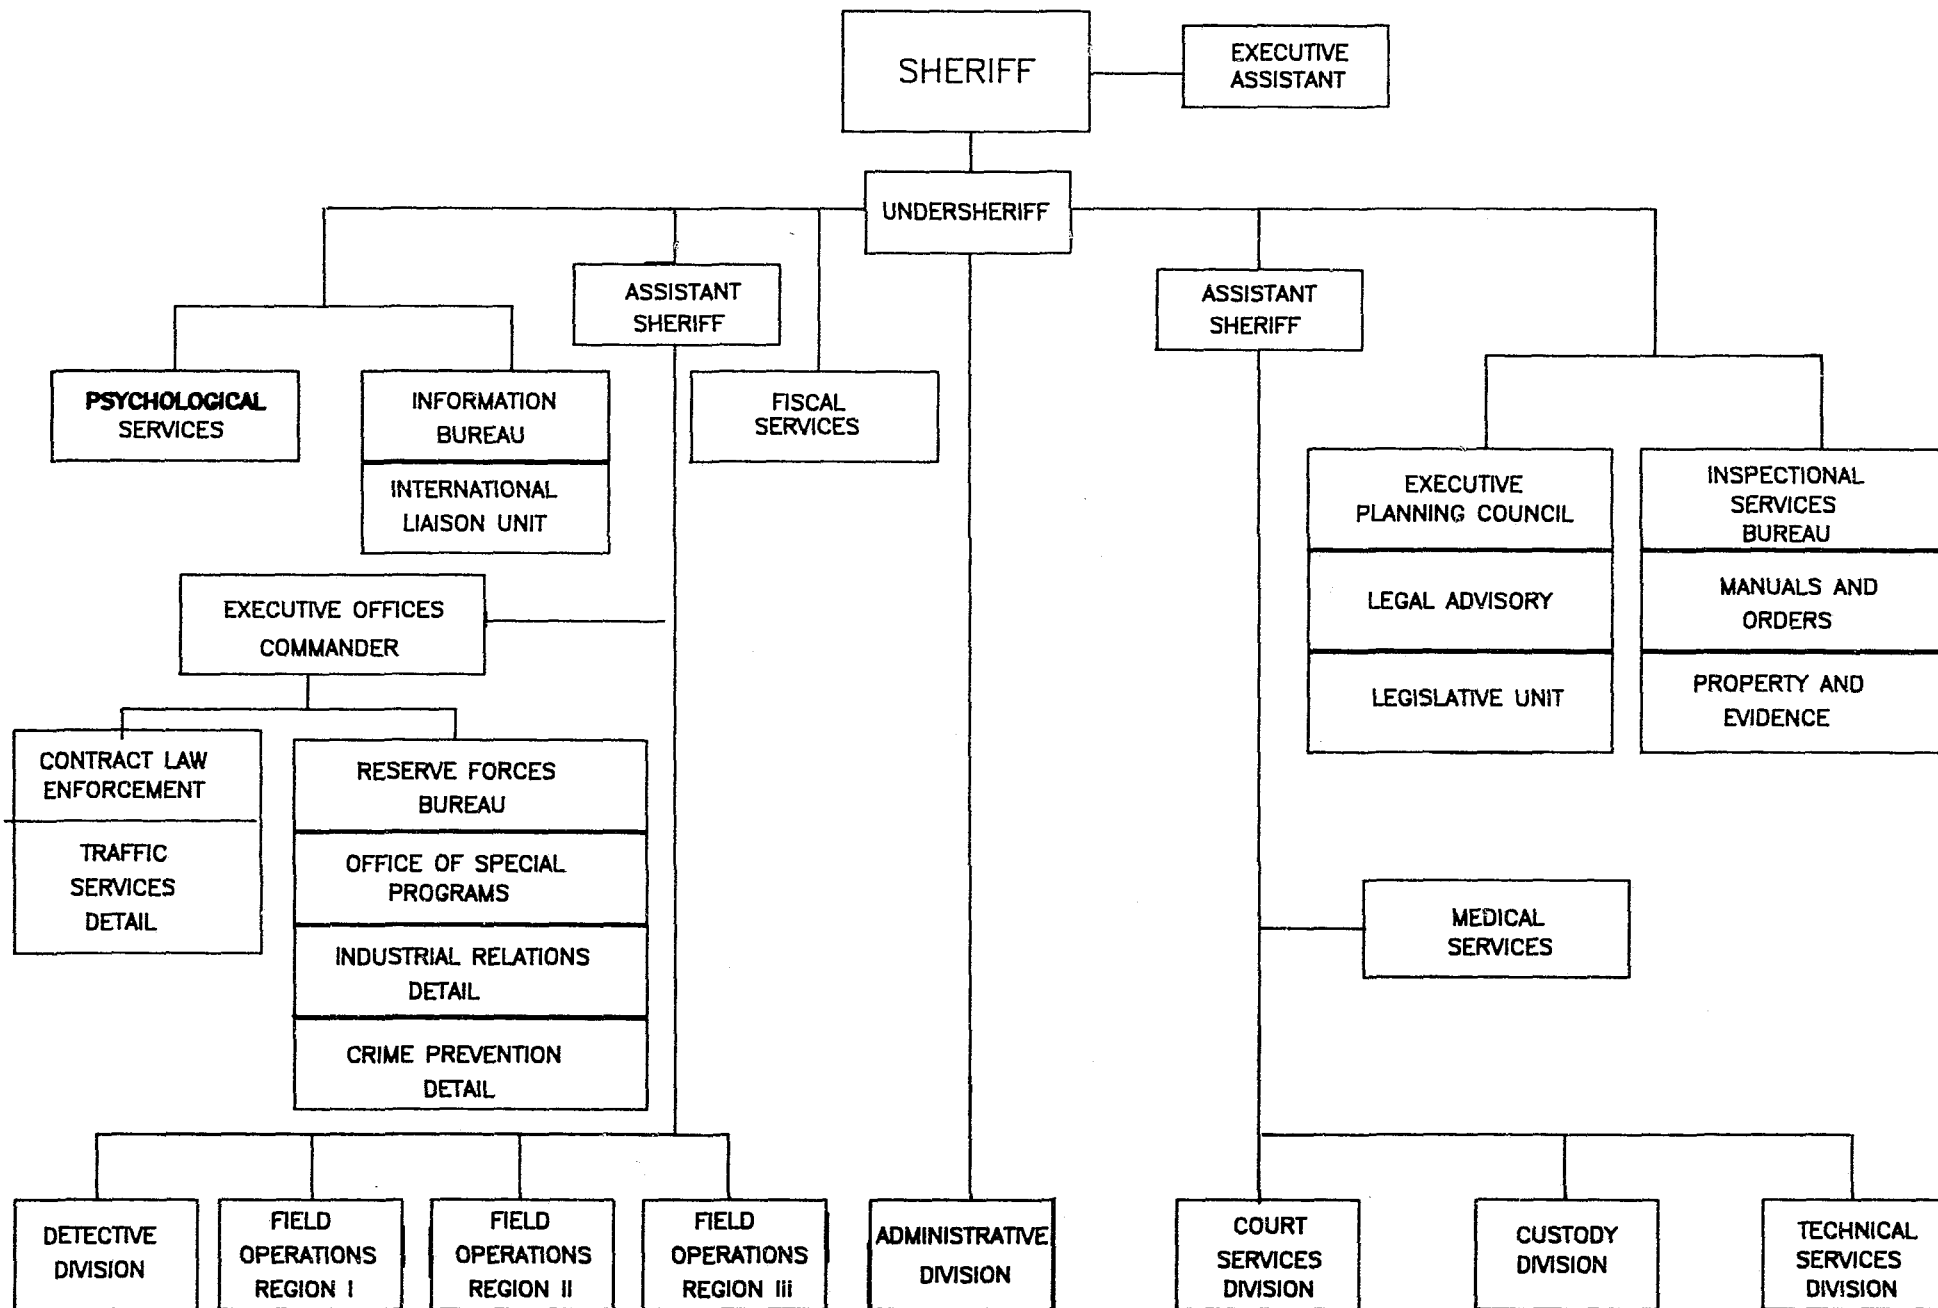 SHERIFF
EXECUTIVE
ASSISTANT
UNDERSHERIFF
ASSISTANT
SHERIFF
ASSISTANT
SHERIFF
PSYCHOLOGICAL
SERVICES
INFORMATION
BUREAU
INTERNATIONAL
LIAISON UNIT
FISCAL
SERVICES
EXECUTIVE
PLANNING COUNCIL
LEGAL ADVISORY
LEGISLATIVE UNIT
INSPECTIONAL
SERVICES
BUREAU
MANUALS AND
ORDERS
PROPERTY AND
EVIDENCE
EXECUTIVE OFFICES
COMMANDER
CONTRACT LAW
ENFORCEMENT
TRAFFIC
SERVICES
DETAIL
RESERVE FORCES
BUREAU
OFFICE OF SPECIAL
PROGRAMS
INDUSTRIAL RELATIONS
DETAIL
CRIME PREVENTION
DETAIL
MEDICAL
SERVICES
DETECTIVE
DIVISION
FIELD
OPERATIONS
REGION I
FIELD
OPERATIONS
REGION II
FIELD
OPERATIONS
REGION Iii
ADMINISTRATIVE
DIVISION
COURT
SERVICES
DIVISION
CUSTODY
DIVISION
TECHNICAL
SERVICES
DIVISION